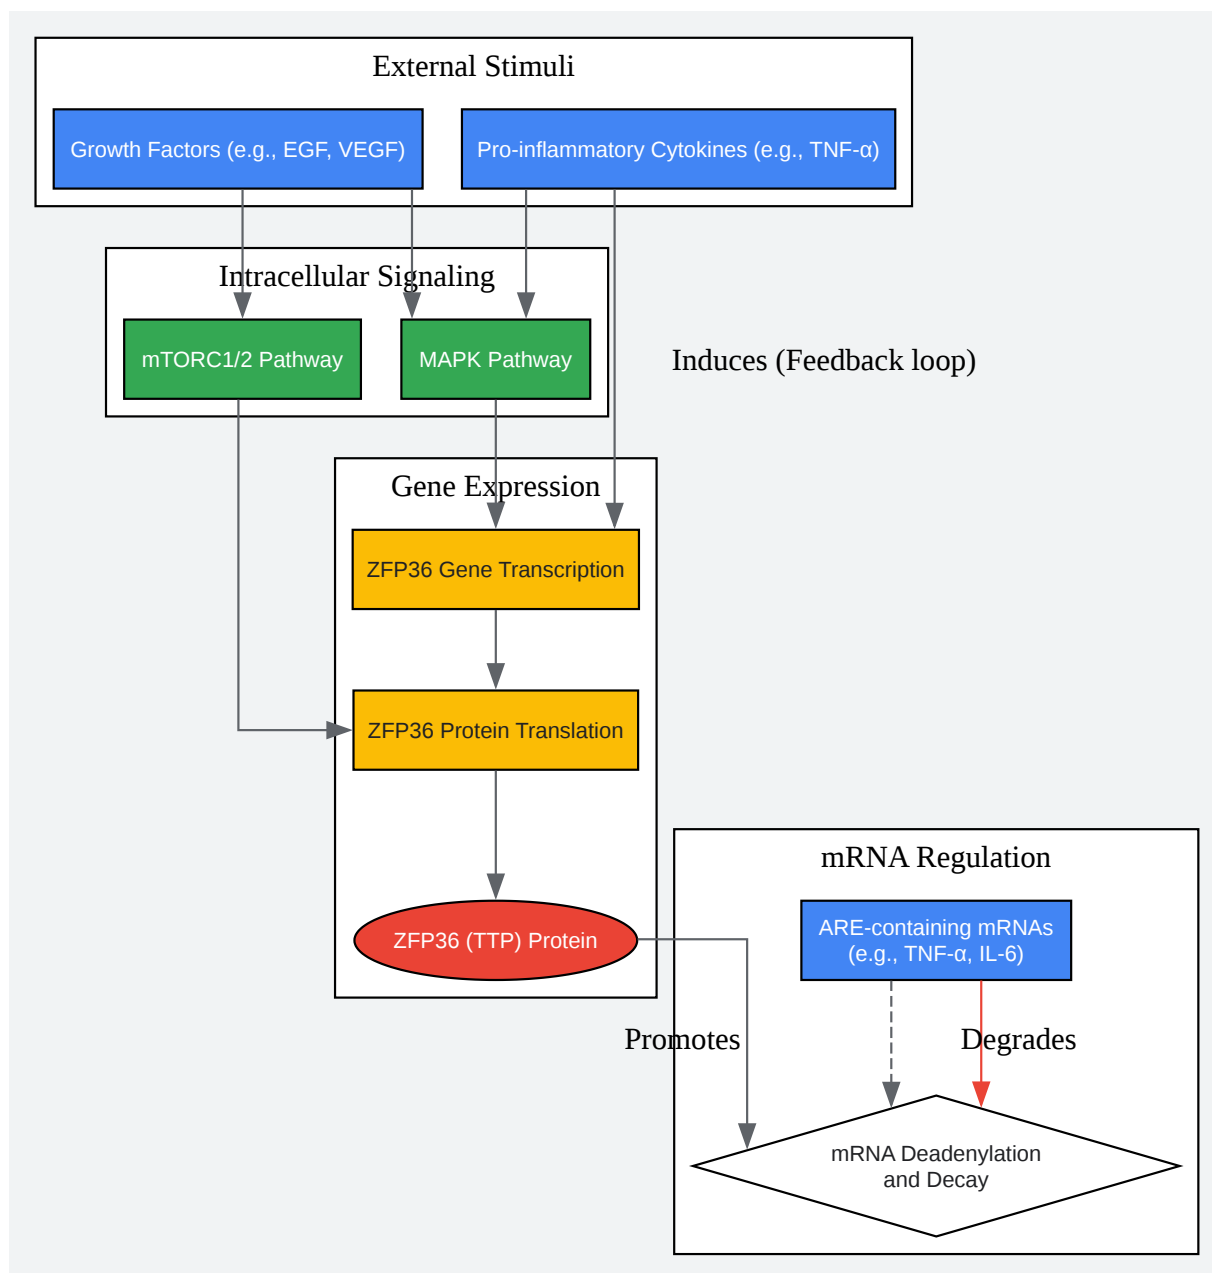 External Stimuli
Growth Factors (e.g., EGF, VEGF)
Pro-inflammatory Cytokines (e.g., TNF-α)
Intracellular Signaling
mTORC1/2 Pathway
MAPK Pathway
Induces (Feedback loop)
Gene Expression
ZFP36 Gene Transcription
ZFP36 Protein Translation
ZFP36 (TTP) Protein
mRNA Regulation
ARE-containing mRNAs
(e.g., TNF-α, IL-6)
Promotes
Degrades
mRNA Deadenylation
and Decay